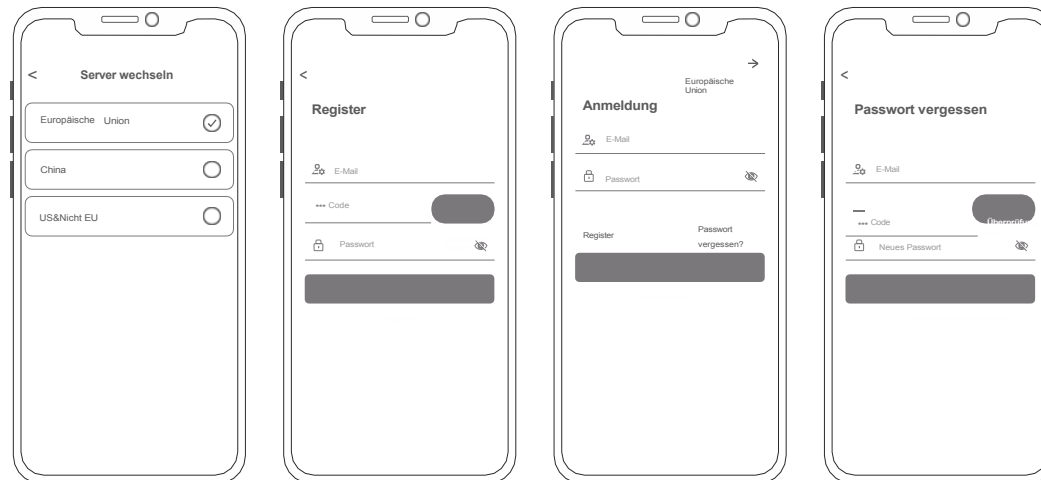 <
Server wechseln
Europäische Union
China
US&Nicht EU
<
Register
E-Mail
••• Code
Passwort
Europäische
Union
Anmeldung
E-Mail
Passwort
Register
Passwort
vergessen?
<
Passwort vergessen
E-Mail
••• Code
Neues Passwort